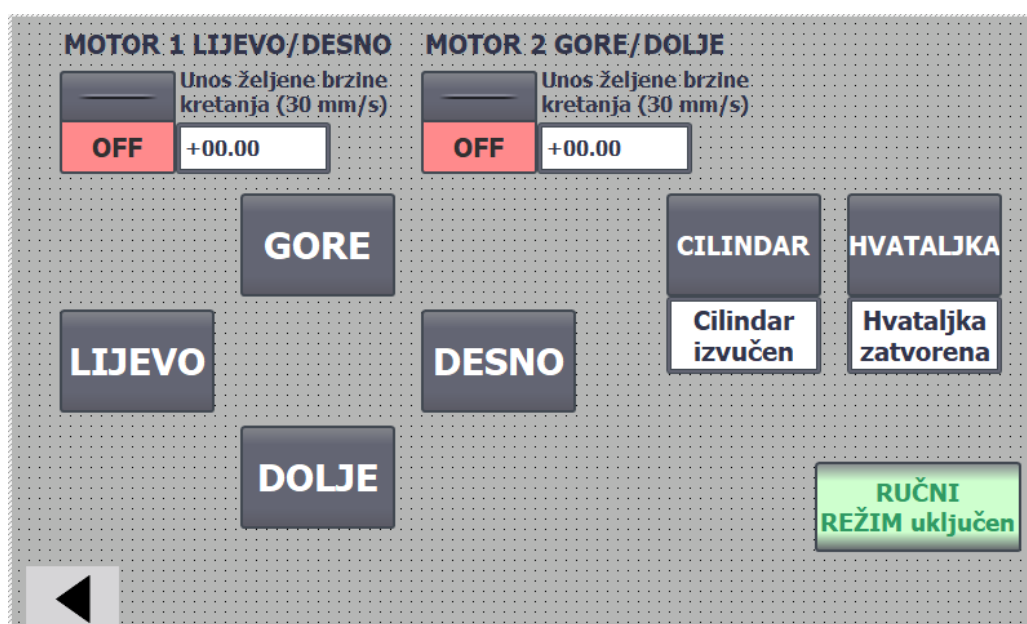 MOTOR 1 LIJEVO/DESNO
MOTOR 2 GORE/DOLJE
Unos željene brzine
kretanja (30 mm/s)
OFF
+00.00
Unos željene brzine
kretanja (30 mm/s)
OFF
+00.00
GORE
CILINDAR
HVATALJKA
Cilindar
izvučen
Hvataljka
zatvorena
LIJEVO
DESNO
DOLJE
RUČNI
REŽIM uključen